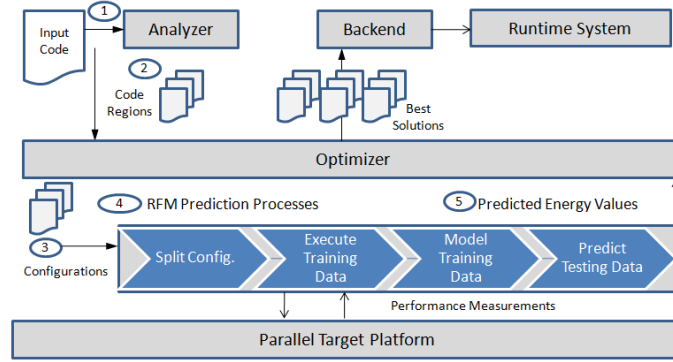 1
Input
Code
Analyzer
Backend
Runtime System
2
Code
Regions
Best
Solutions
Optimizer
4 RFM Prediction Processes
5 Predicted Energy Values
3
Configurations
Split Config.
Execute
Training
Data
Model
Training
Data
Predict
Testing Data
Performance Measurements
Parallel Target Platform